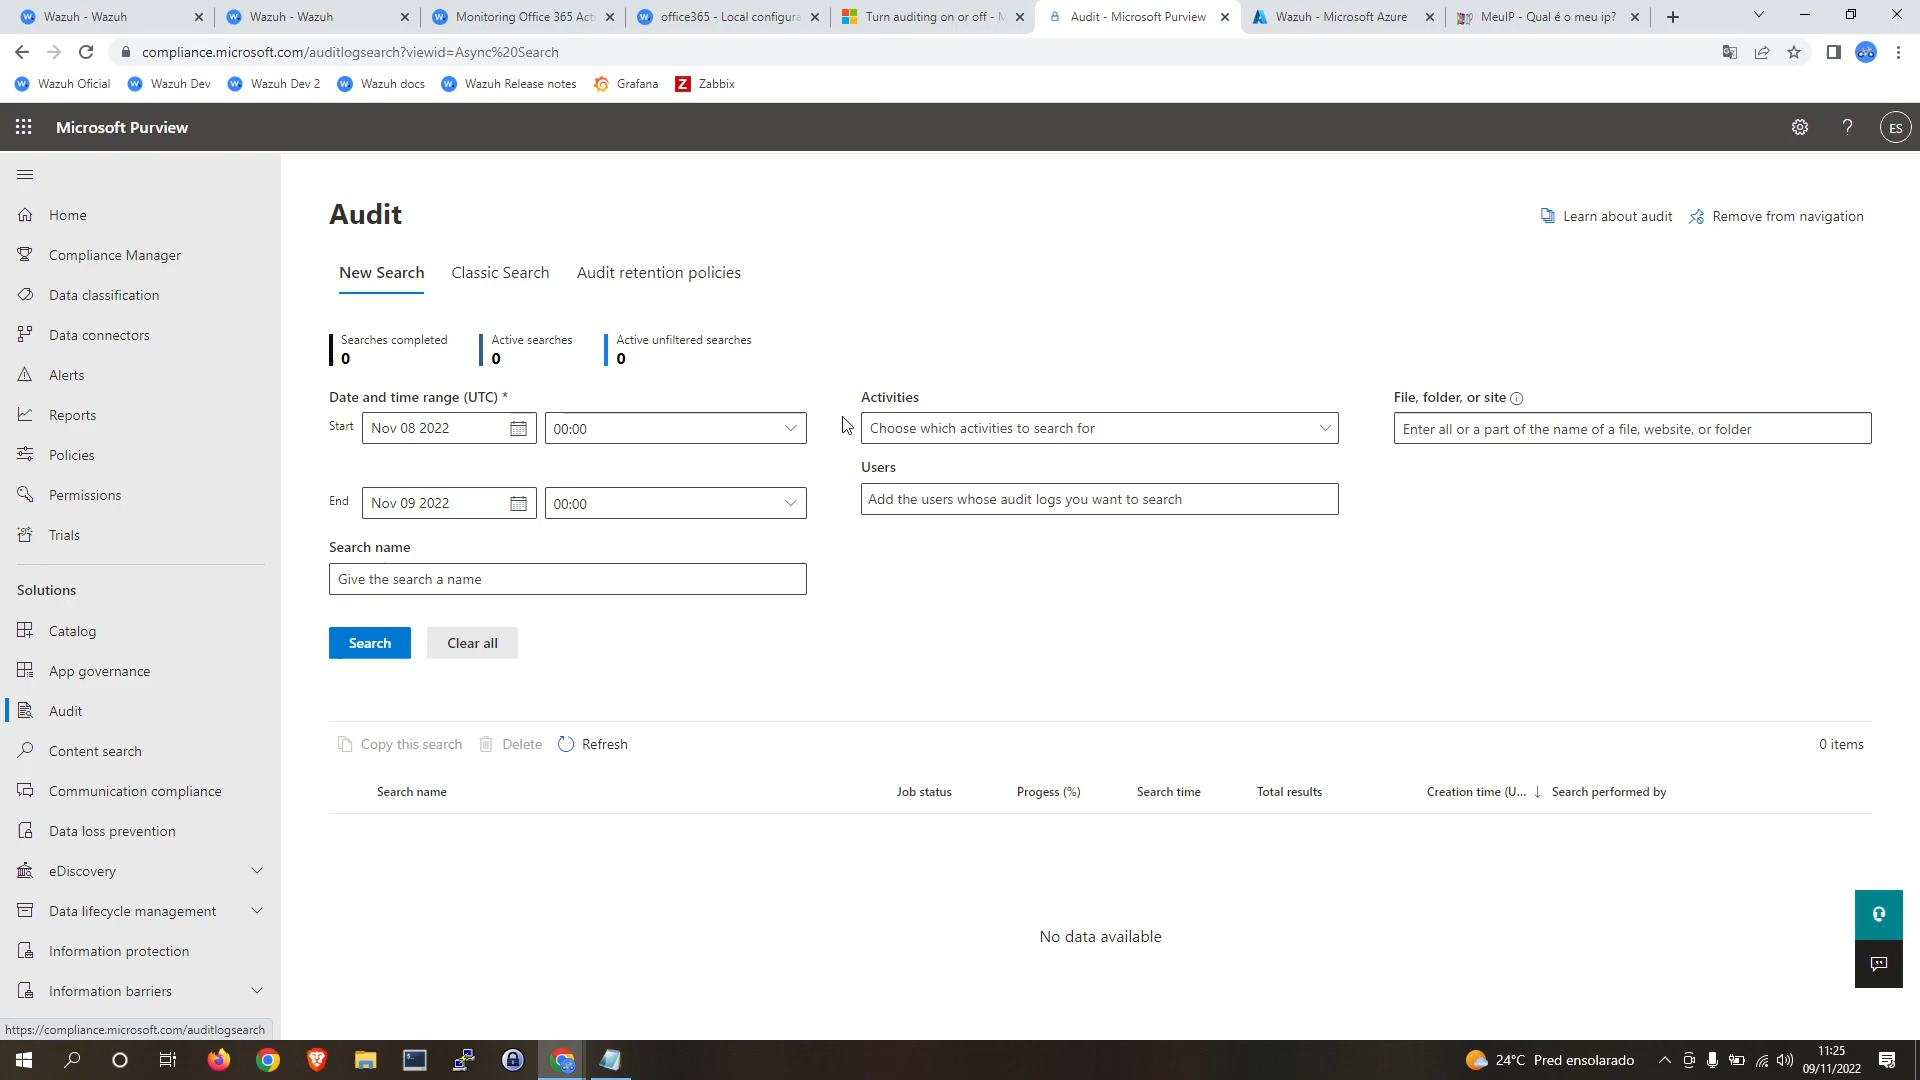 Wazuh - Wazuh
Wazuh - Wazuh
Monitoring Office 365 Acti
office365 - Local configura
Turn auditing on or off - M
Audit - Microsoft Purview
Wazuh - Microsoft Azure
MeuIP - Qual é o meu ip?
compliance.microsoft.com/auditlogsearch?viewid=Async%20Search
Wazuh Oficial
Wazuh Dev
Wazuh Dev 2
Wazuh docs
Wazuh Release notes
Grafana
Zabbix
Microsoft Purview
ES
Home
Compliance Manager
Data classification
Data connectors
Alerts
Reports
Policies
Permissions
Trials
Solutions
Catalog
App governance
Audit
Content search
Communication compliance
Data loss prevention
eDiscovery
Data lifecycle management
Information protection
Information barriers
https://compliance.microsoft.com/auditlogsearch
Audit
Learn about audit
Remove from navigation
New Search
Classic Search
Audit retention policies
Searches completed
0
Active searches
0
Active unfiltered searches
0
Date and time range (UTC) *
Start
Nov 08 2022
00:00
End
Nov 09 2022
00:00
Search name
Give the search a name
Activities
Choose which activities to search for
Users
Add the users whose audit logs you want to search
File, folder, or site
Enter all or a part of the name of a file, website, or folder
Search
Clear all
Copy this search
Delete
Refresh
0 items
Search name
Job status
Progess (%)
Search time
Total results
Creation time (U...
Search performed by
No data available
24°C Pred ensolarado
11:25
09/11/2022